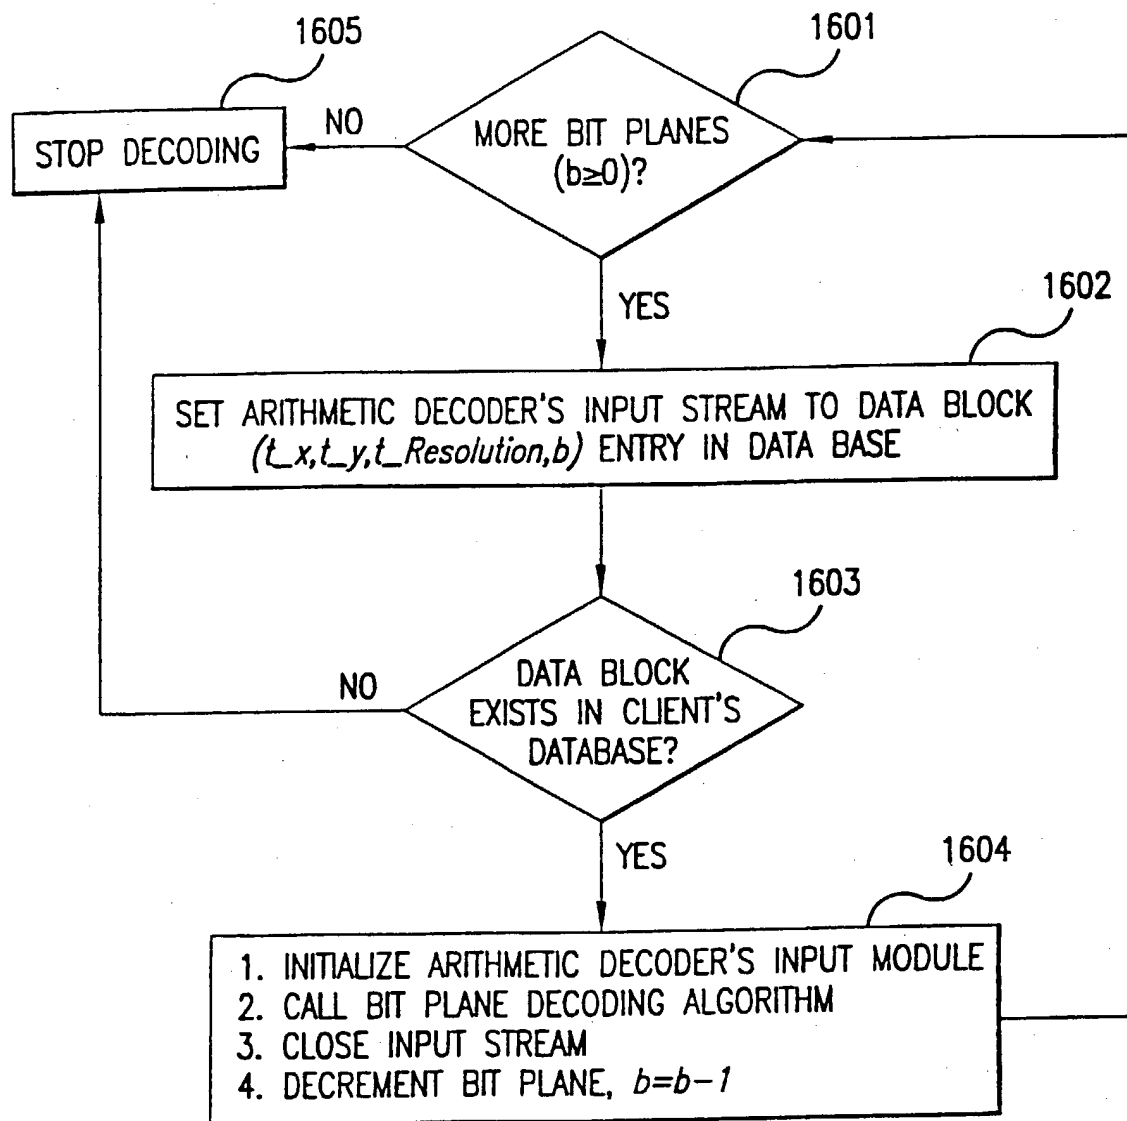 1605
1601
STOP DECODING
NO
MORE BIT PLANES
(b≥0)?
YES
1602
SET ARITHMETIC DECODER'S INPUT STREAM TO DATA BLOCK
(t_x,t_y,t_Resolution,b) ENTRY IN DATA BASE
1603
NO
DATA BLOCK
EXISTS IN CLIENT'S
DATABASE?
YES
1604
1. INITIALIZE ARITHMETIC DECODER'S INPUT MODULE
2. CALL BIT PLANE DECODING ALGORITHM
3. CLOSE INPUT STREAM
4. DECREMENT BIT PLANE, b=b-1